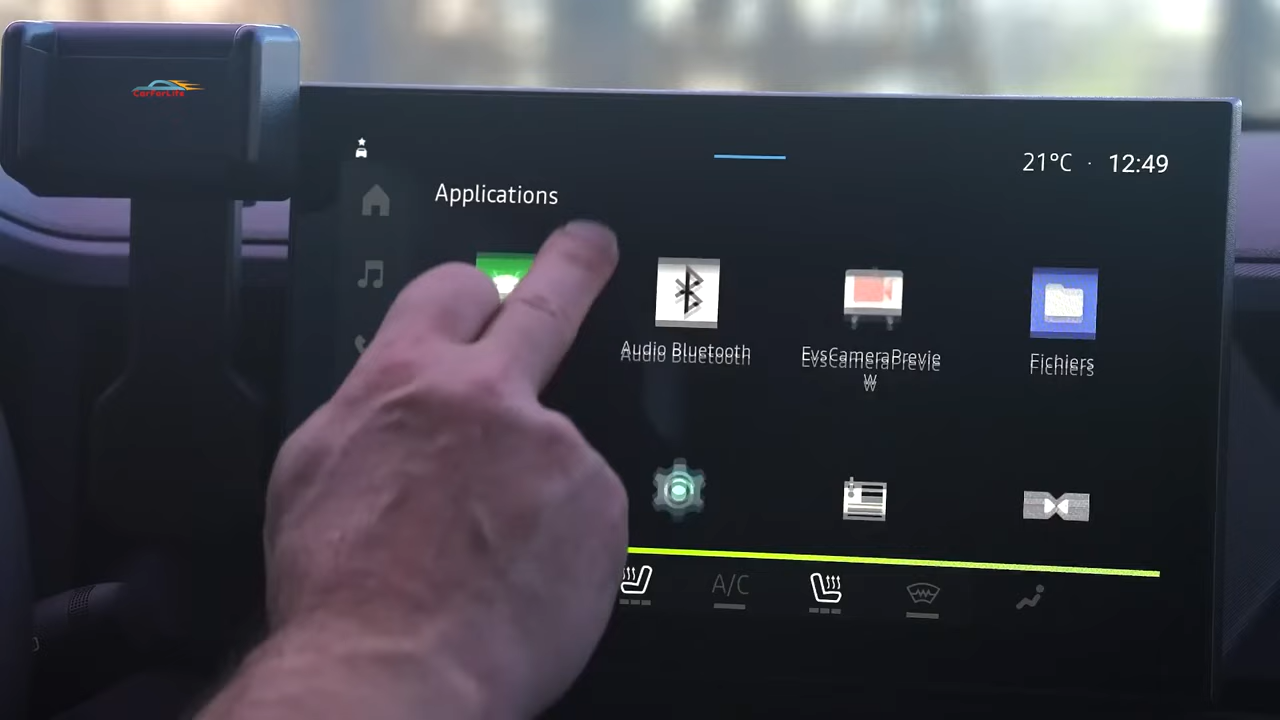 CarForLife
21°C · 12:49
Applications
Audio Bluetooth
EvsCameraPrevie
w
Fichiers
A/C